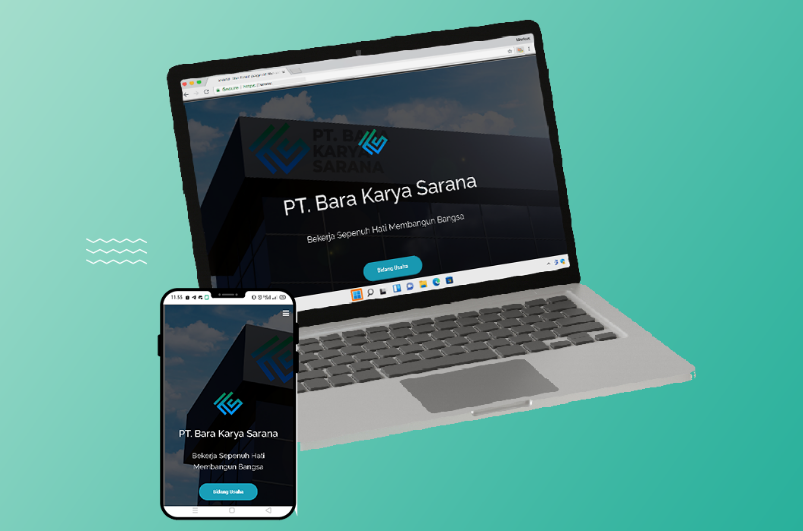 Secure
PT. BARA
KARYA
SARANA
PT. Bara Karya Sarana
Bekerja Sepenuh Hati Membangun Bangsa
Bidang Usaha
11.55
PT. Bara Karya Sarana
Bekerja Sepenuh Hati
Membangun Bangsa
Bidang Usaha